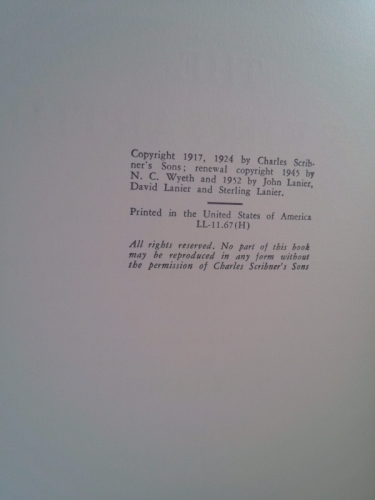 Copyright 1917, 1924 by Charles Scrib-
ner's Sons; renewal copyright 1945 by
N. C. Wyeth and 1952 by John Lanier,
David Lanier and Sterling Lanier.
Printed in the United States of America
LL-11.67(H)
All rights reserved. No part of this book
may be reproduced in any form without
the permission of Charles Scribner's Sons